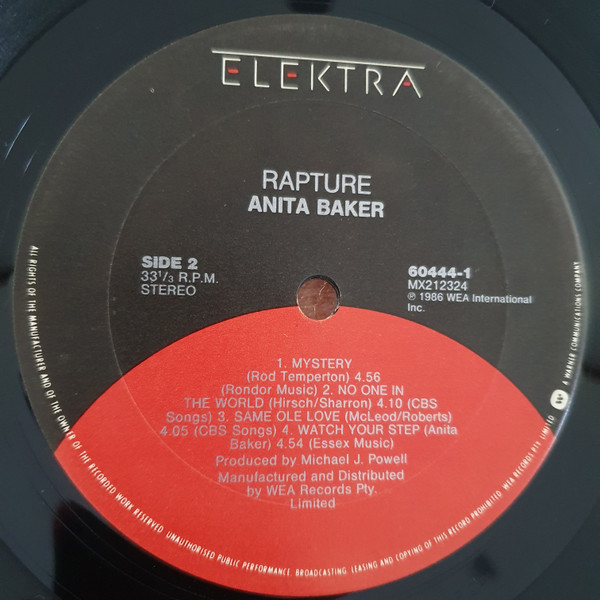 ELEKTRA
RAPTURE
ANITA BAKER
SIDE 2
33⅓ R.P.M.
STEREO
60444-1
MX212324
℗ 1986 WEA International
Inc.
1. MYSTERY
(Rod Temperton) 4.56
(Rondor Music) 2. NO ONE IN
THE WORLD (Hirsch/Sharron) 4.10 (CBS
Songs) 3. SAME OLE LOVE (McLeod/Roberts)
4.05 (CBS Songs) 4. WATCH YOUR STEP (Anita
Baker) 4.54 (Essex Music)
Produced by Michael J. Powell
Manufactured and Distributed
by WEA Records Pty.
Limited
ALL RIGHTS OF THE MANUFACTURER AND OF THE OWNER OF THE RECORDED WORK RESERVED. UNAUTHORISED PUBLIC PERFORMANCE: BROADCASTING, LEASING AND COPYING OF THIS RECORD PROHIBITED. WEA RECORDS PTY. LIMITED
A WARNER COMMUNICATIONS COMPANY